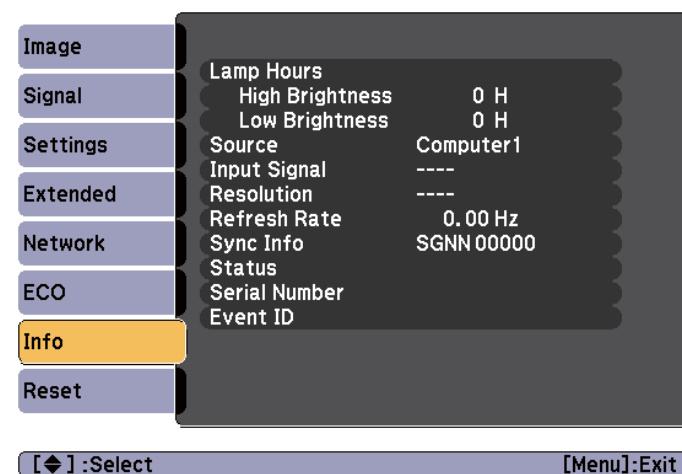 Image
Signal
Settings
Extended
Network
ECO
Info
Reset
Lamp Hours
High Brightness 0 H
Low Brightness 0 H
Source Computer1
Input Signal ----
Resolution ----
Refresh Rate 0.00 Hz
Sync Info SGNN 00000
Status
Serial Number
Event ID
[◆] :Select [Menu]:Exit